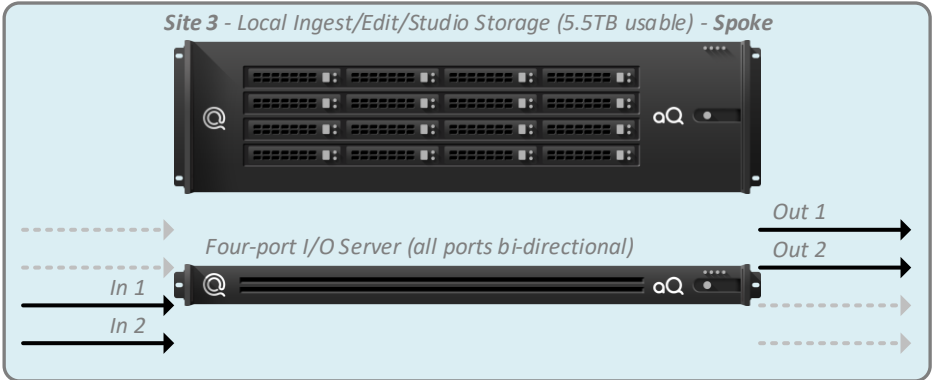 Site 3 - Local Ingest/Edit/Studio Storage (5.5TB usable) - Spoke
aQ
Out 1
Four-port I/O Server (all ports bi-directional)
Out 2
aQ
In 1
In 2